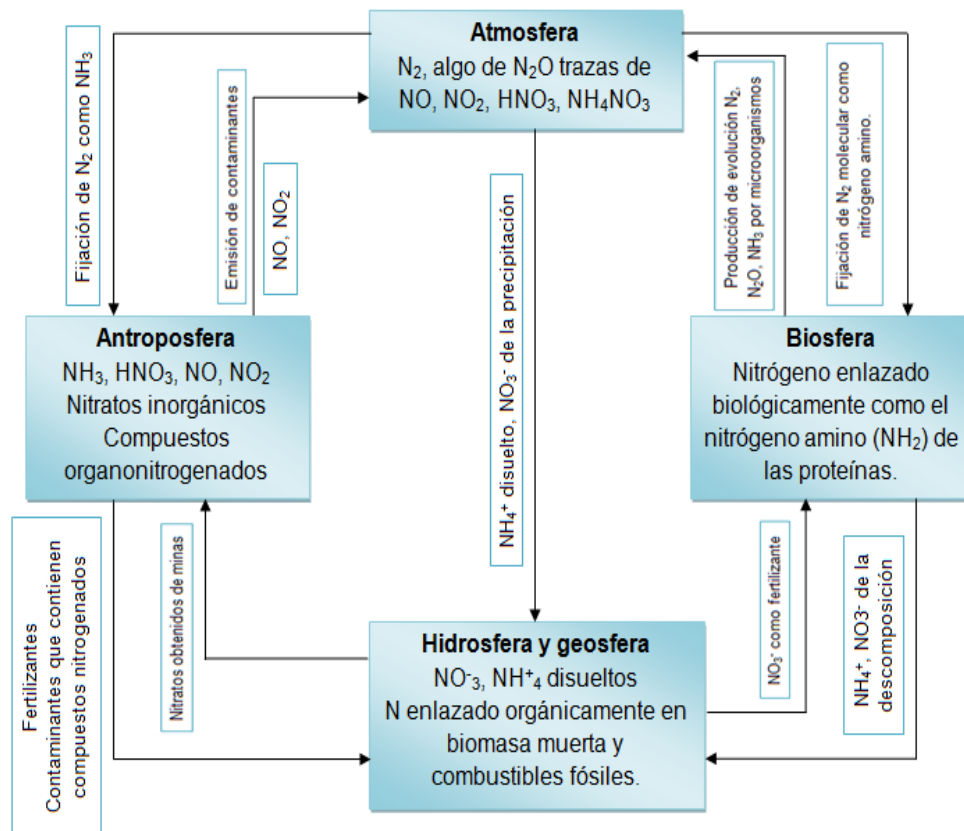 Atmosfera
N₂, algo de N₂O trazas de
NO, NO₂, HNO₃, NH₄NO₃
Fijación de N₂ como NH₃
Emisión de contaminantes
NO, NO₂
NH₄⁺ disuelto, NO₃⁻ de la precipitación
Producción de evolución N₂,
N₂O, NH₃ por microorganismos
Fijación de N₂ molecular como
nitrógeno amino.
Antroposfera
NH₃, HNO₃, NO, NO₂
Nitratos inorgánicos
Compuestos
organonitrogenados
Biosfera
Nitrógeno enlazado
biológicamente como el
nitrógeno amino (NH₂) de
las proteínas.
Fertilizantes
Contaminantes que contienen
compuestos nitrogenados
Nitratos obtenidos de minas
NO₃⁻ como fertilizante
NH₄⁺, NO3⁻ de la
descomposición
Hidrosfera y geosfera
NO⁻₃, NH⁺₄ disueltos
N enlazado orgánicamente en
biomasa muerta y
combustibles fósiles.